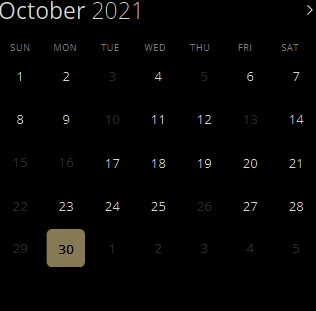 October 2021 >
SUN MON TUE WED THU FRI SAT
1 2 3 4 5 6 7
8 9 10 11 12 13 14
15 16 17 18 19 20 21
22 23 24 25 26 27 28
29 30 1 2 3 4 5